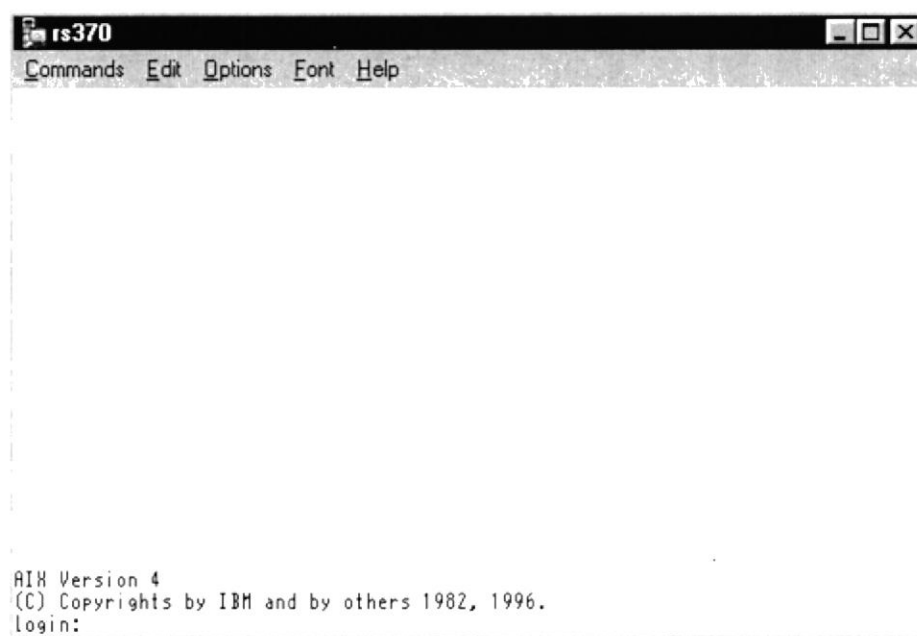 rs370
Commands Edit Options Font Help
AIX Version 4
(C) Copyrights by IBM and by others 1982, 1996.
login: